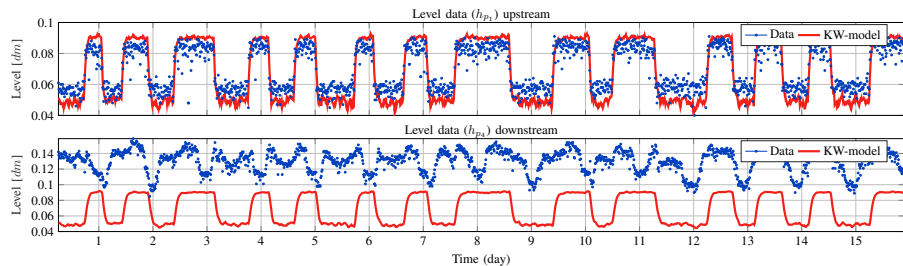 Level data (h_{p_1}) upstream
0.1
0.08
0.06
0.04
Level [dm]
Data KW-model
Level data (h_{p_4}) downstream
0.14
0.12
0.1
0.08
0.06
0.04
Level [dm]
Data KW-model
1 2 3 4 5 6 7 8 9 10 11 12 13 14 15
Time (day)